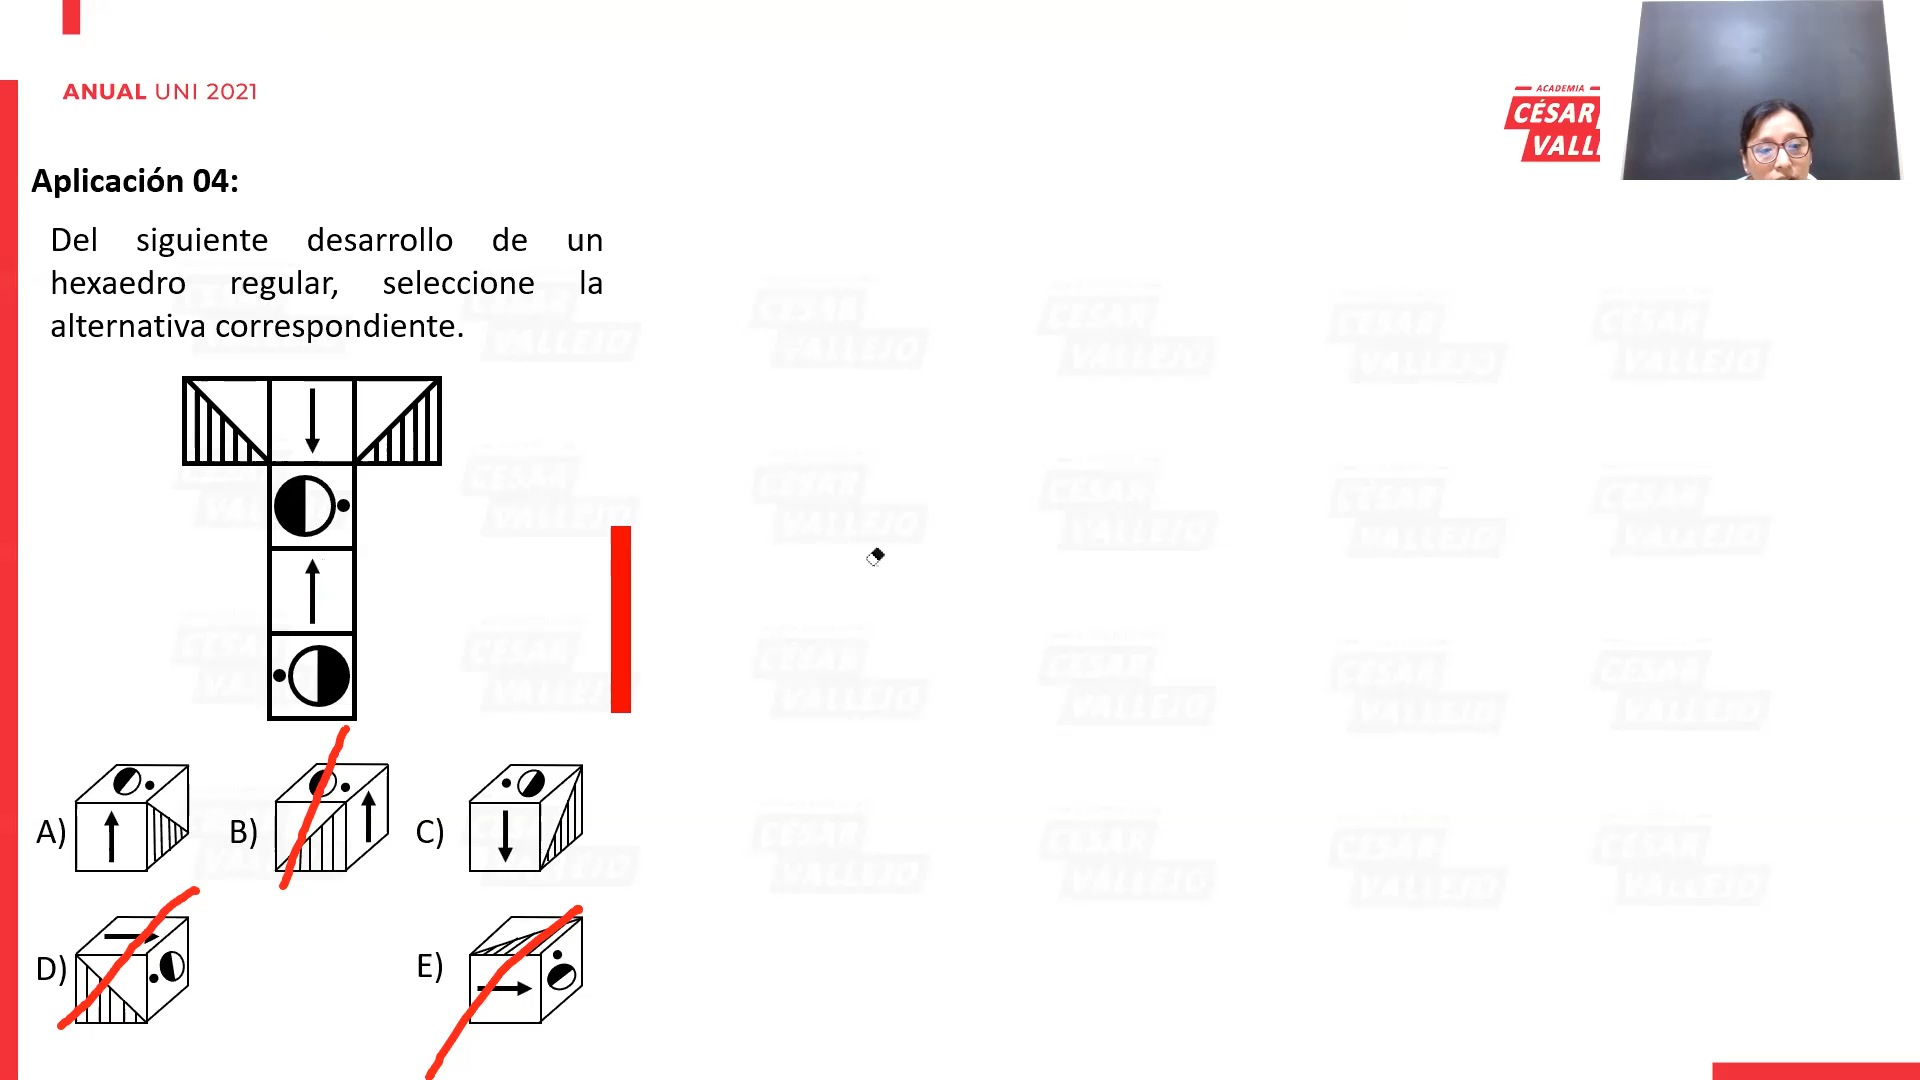 ANUAL UNI 2021
ACADEMIA
CÉSAR
VALL
Aplicación 04:
Del siguiente desarrollo de un
hexaedro regular, seleccione la
alternativa correspondiente.
A)
B)
C)
D)
E)